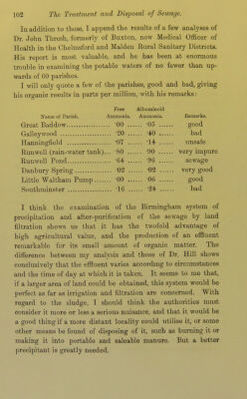 102 The Treatment and Disposal of Sewage.
In addition to these, I append the results of a few analyses of
Dr. John Thresh, formerly of Buxton, now Medical Officer of
Health in the Chelmsford and Maldon Rural Sanitary Districts.
His report is most valuable, and he has been at enormous
trouble in examining the potable waters of no fewer than up-
wards of 60 parishes.
I will only quote a few of the parishes, good and bad, giving
his organic results in parts per million, with his remarks:
Free Albuminoid
Name of Parish. Ammonia. Ammonia. Remarks.
Great Baddow .................. ·00 ...... ·05 ...... good
Galleywood .................. ·20 ...... ·40 ...... bad
Hanningfield .................. ·07 ...... ·14 ...... unsafe
Runwell (rain-water tank)... ·80 ...... ·90 ...... very impure
Runwell Pond .................. ·64 ...... ·96 ...... sewage
Danbury Spring ............... ·02 ...... ·02 ...... very good
Little Waltham Pump ...... ·00 ...... ·06 ...... good
Southminster .................. ·16 ...... ·24 ...... bad
I think the examination of the Birmingham system of
precipitation and after-purification of the sewage by land
filtration shows us that it has the twofold advantage of
high agricultural value, and the production of an effluent
remarkable for its small amount of organic matter. The
difference between my analysis and those of Dr. Hill shows
conclusively that the effluent varies according to circumstances
and the time of day at which it is taken. It seems to me that,
if a larger area of land could be obtained, this system would be
perfect as far as irrigation and filtration are concerned. With
regard to the sludge, I should think the authorities must
consider it more or less a serious nuisance, and that it would be
a good thing if a more distant locality could utilise it, or some
other means be found of disposing of it, such as burning it or
making it into portable and saleable manure. But a better
precipitant is greatly needed.